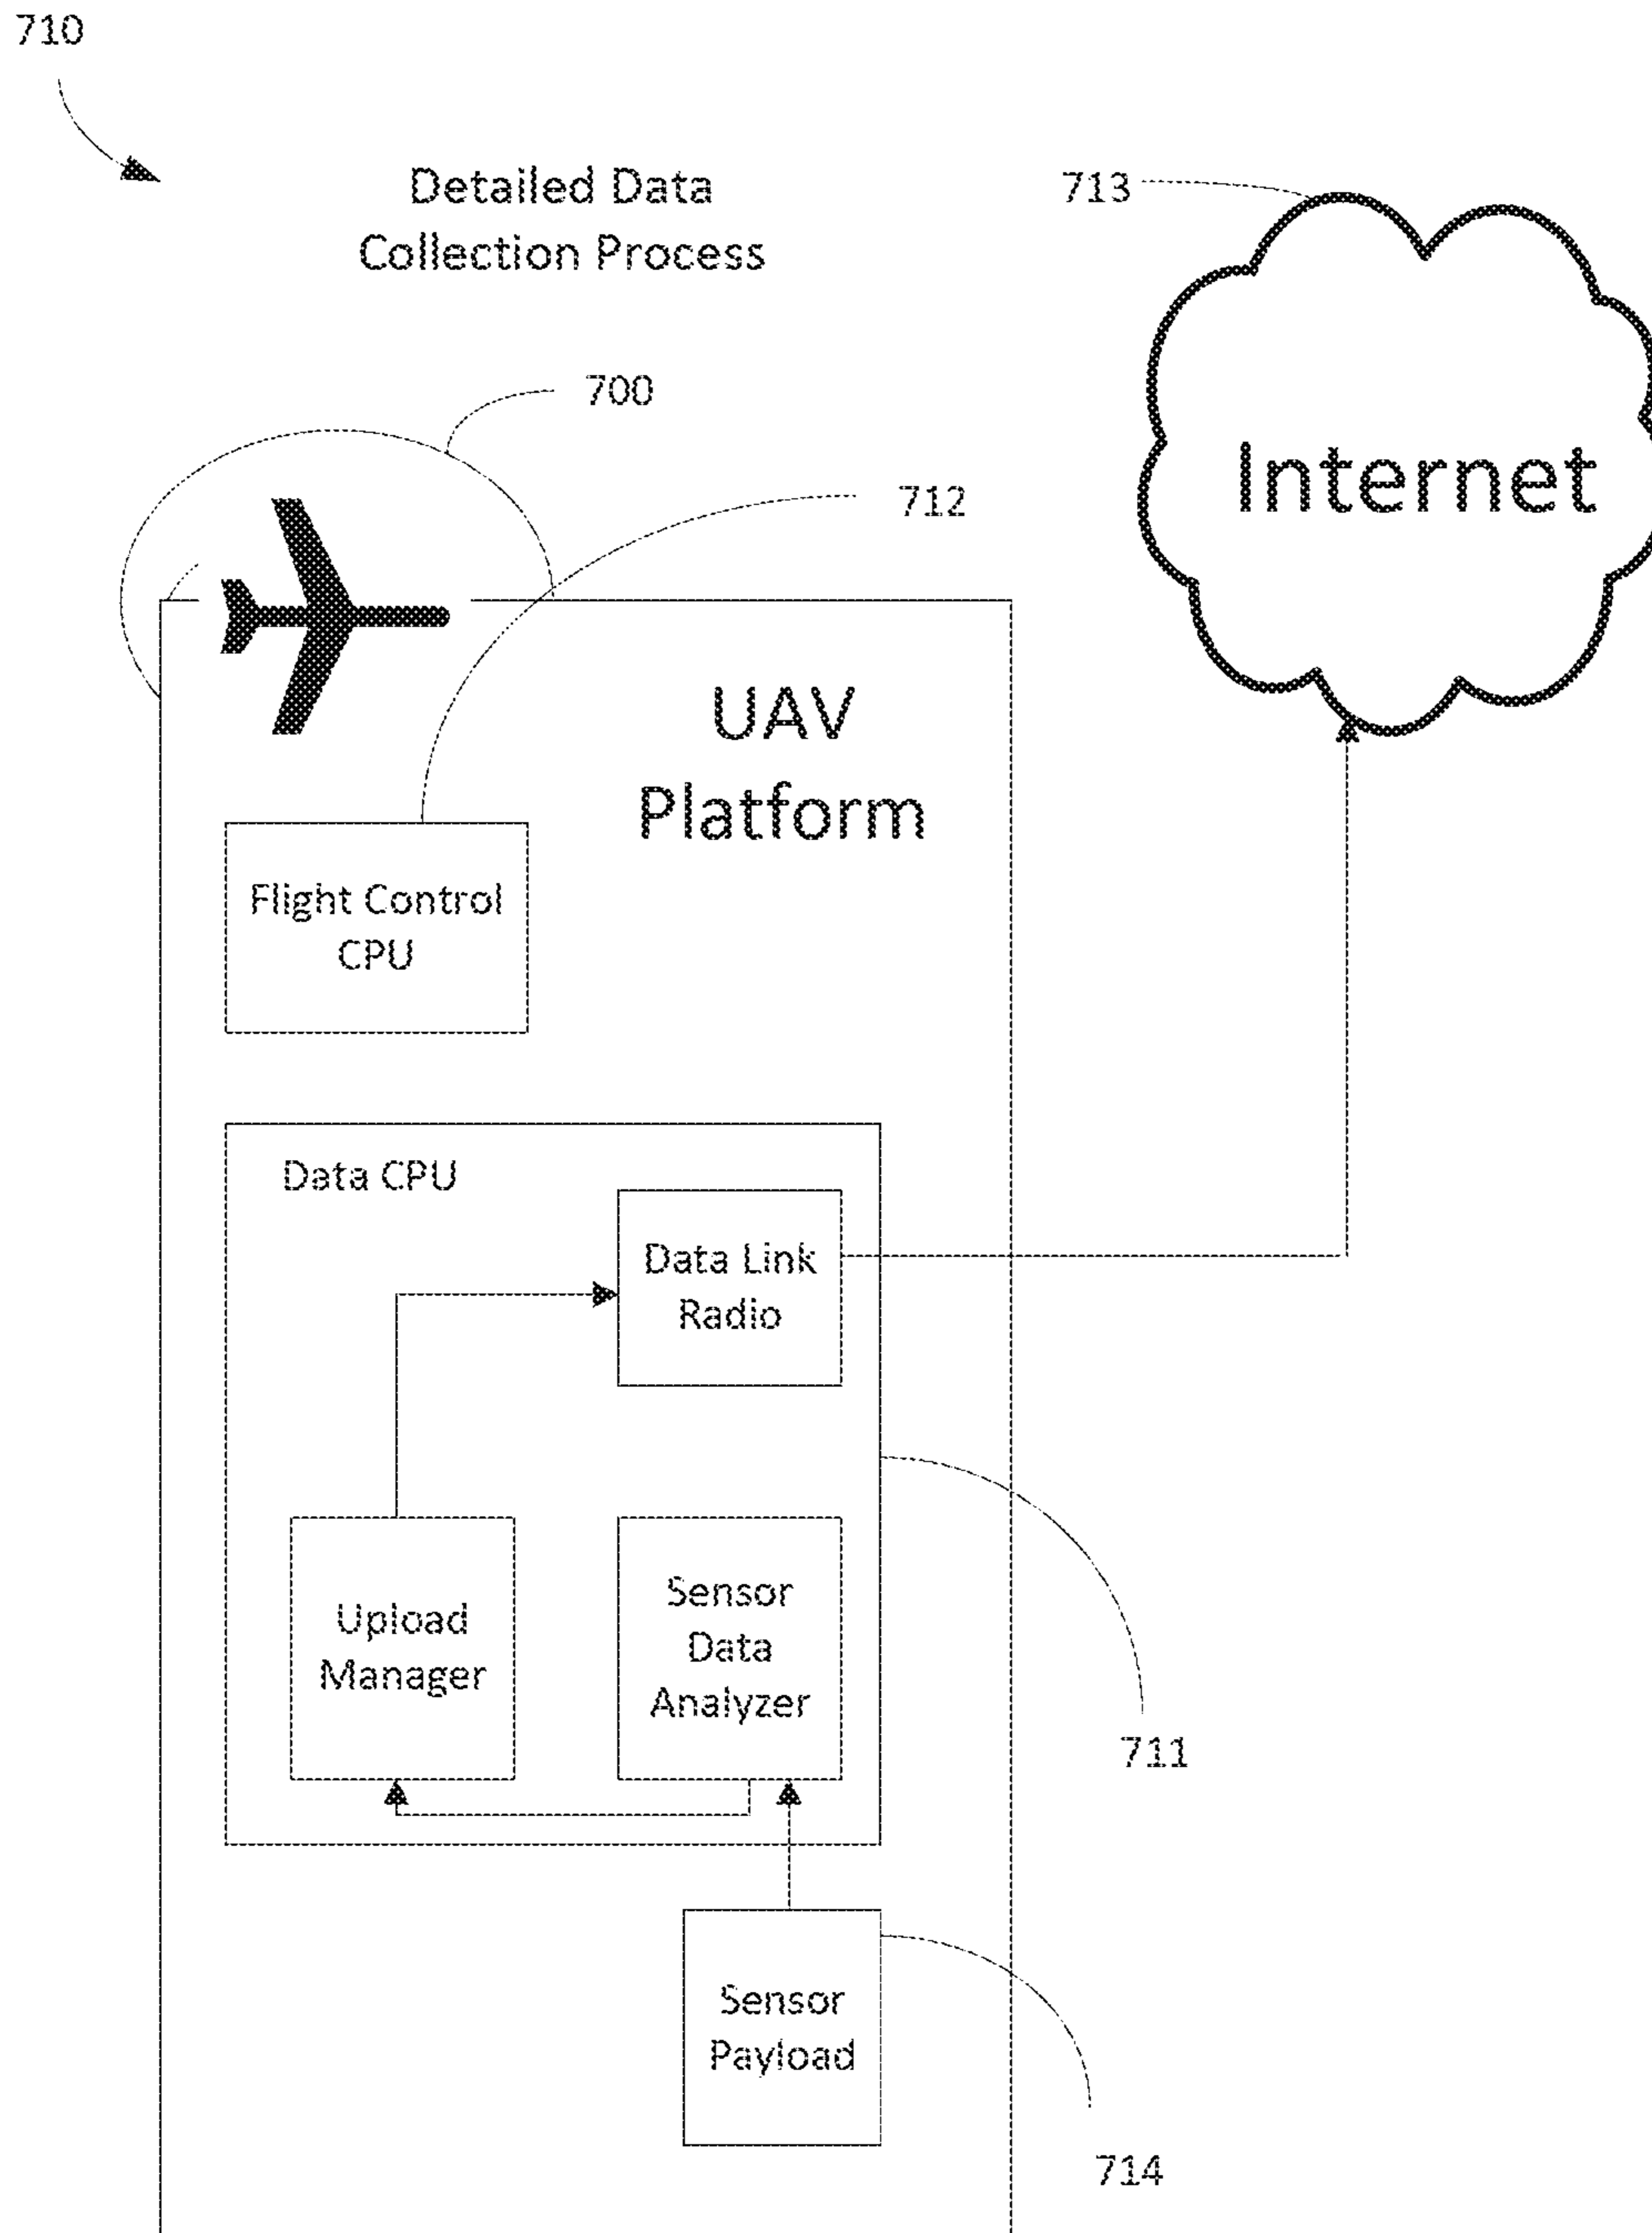 710
Detailed Data
Collection Process
713
700
712
Internet
UAV
Platform
Flight Control
CPU
Data CPU
Data Link
Radio
Upload
Manager
Sensor
Data
Analyzer
711
Sensor
Payload
714